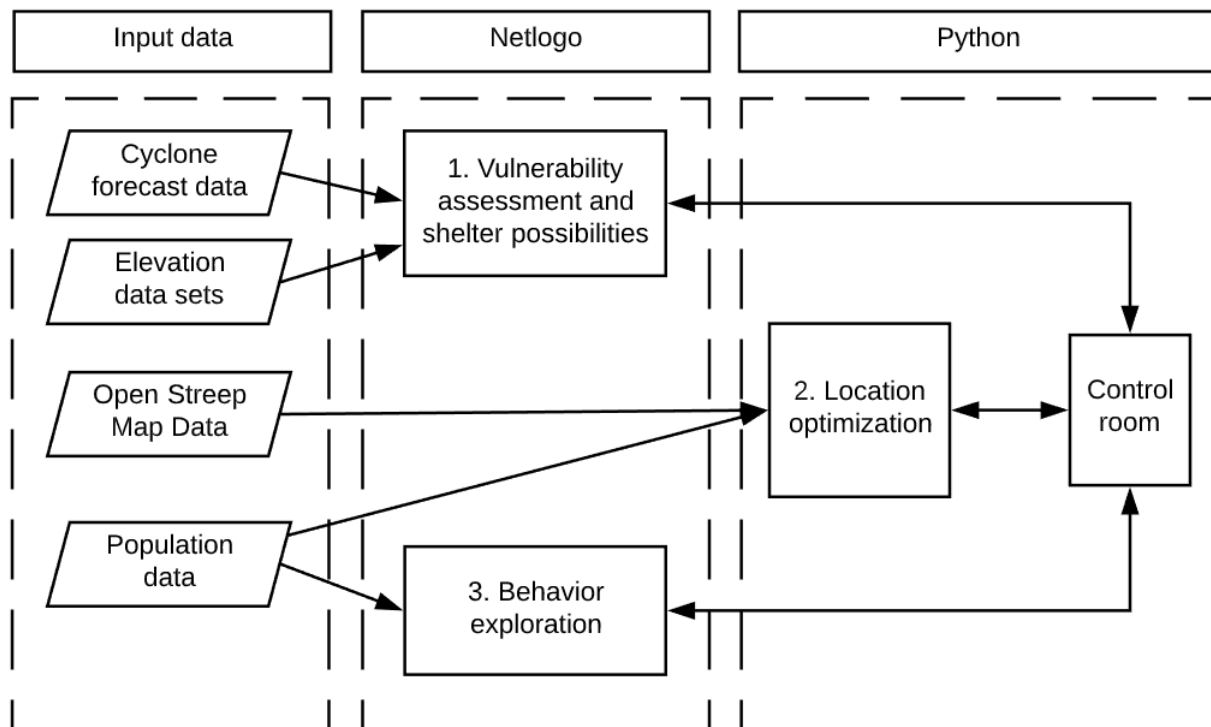 Input data
Netlogo
Python
Cyclone
forecast data
Elevation
data sets
Open Streep
Map Data
Population
data
1. Vulnerability
assessment and
shelter possibilities
2. Location
optimization
Control
room
3. Behavior
exploration